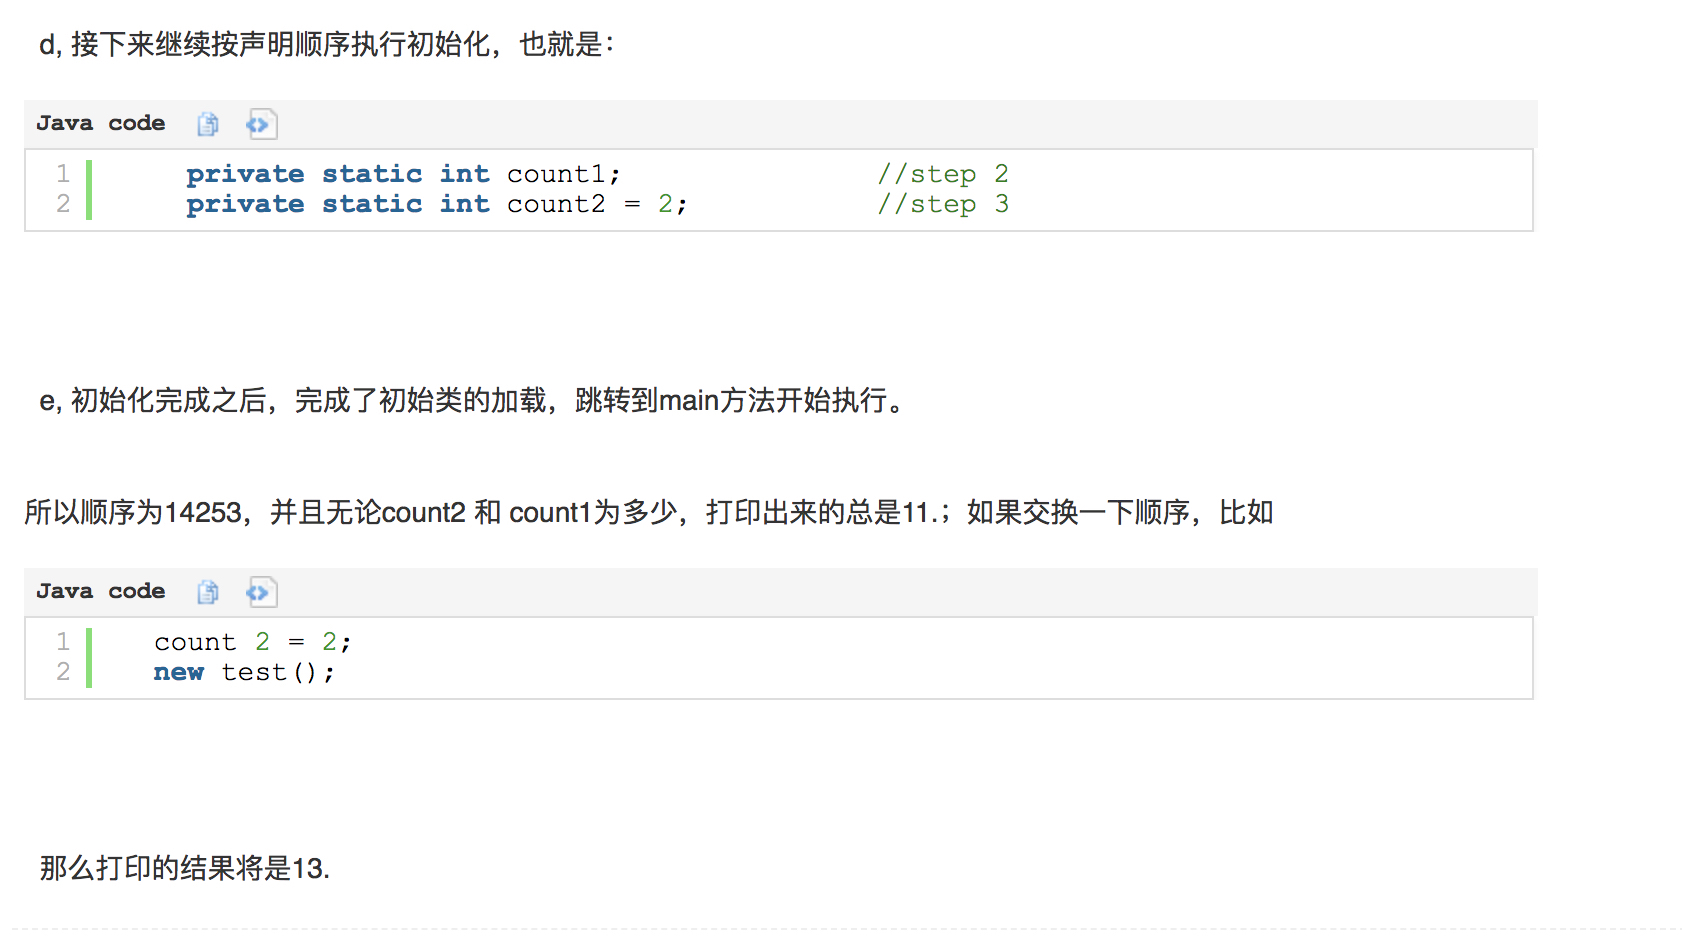 d, 接下来继续按声明顺序执行初始化，也就是：
Java code
1 private static int count1; //step 2
2 private static int count2 = 2; //step 3
e, 初始化完成之后，完成了初始类的加载，跳转到main方法开始执行。
所以顺序为14253，并且无论count2 和 count1为多少，打印出来的总是11.；如果交换一下顺序，比如
Java code
1 count 2 = 2;
2 new test();
那么打印的结果将是13.